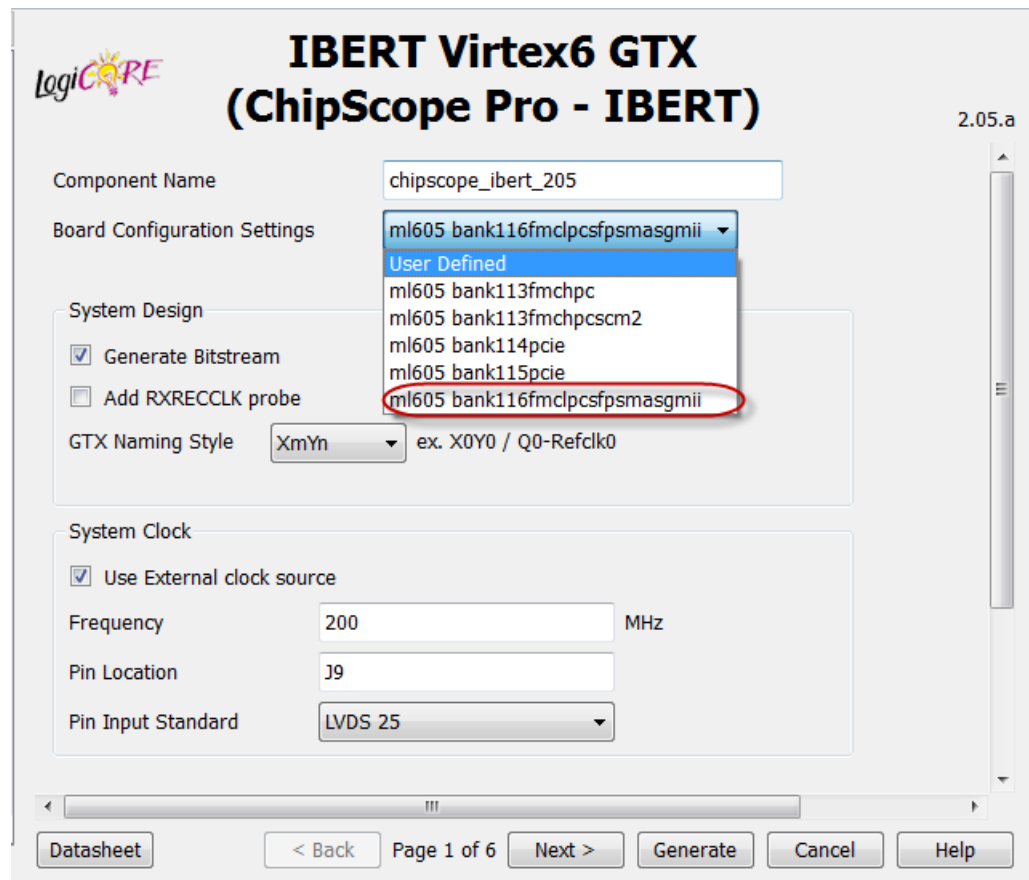 LogiCORE
IBERT Virtex6 GTX
(ChipScope Pro - IBERT)
2.05.a
Component Name chipscope_ibert_205
Board Configuration Settings ml605 bank116fmclpcsfpsmasgmii
User Defined
ml605 bank113fmchpc
System Design
ml605 bank113fmchpcscm2
Generate Bitstream
ml605 bank114pcie
ml605 bank115pcie
Add RXRECCLK probe
ml605 bank116fmclpcsfpsmasgmii
GTX Naming Style XmYn ex. X0Y0 / Q0-Refclk0
System Clock
Use External clock source
Frequency 200 MHz
Pin Location J9
Pin Input Standard LVDS 25
Datasheet < Back Page 1 of 6 Next > Generate Cancel Help